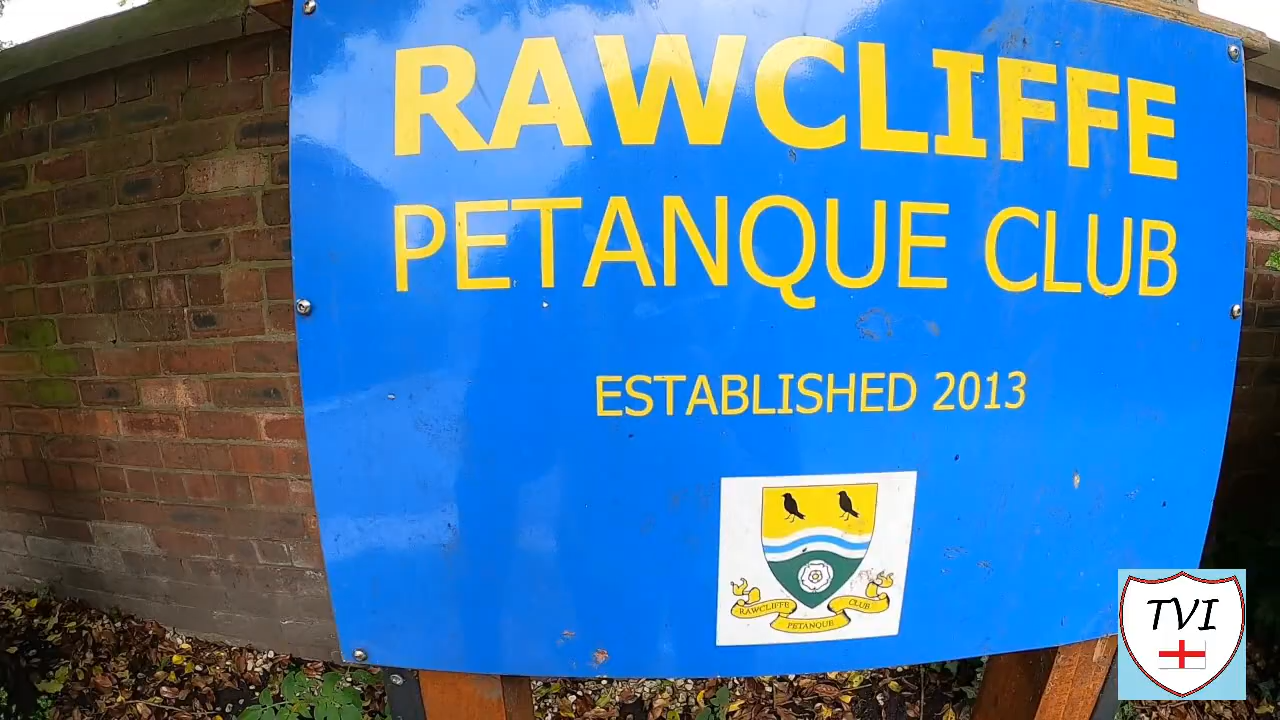 RAWCLIFFE
PETANQUE CLUB
ESTABLISHED 2013
RAWCLIFFE PETANQUE CLUB
TVI